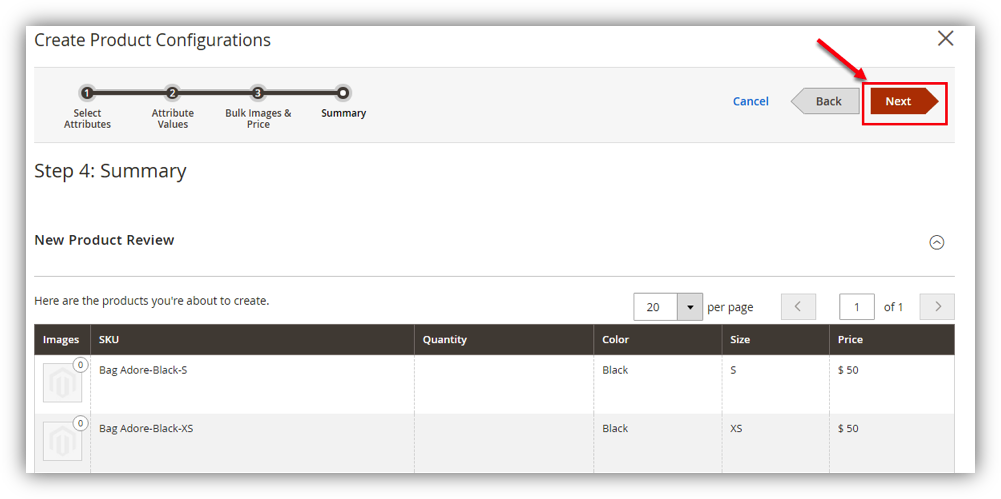 Create Product Configurations
1 2 3
Select Attribute Bulk Images & Summary
Attributes Values Price
Cancel Back Next
Step 4: Summary
New Product Review
Here are the products you're about to create.
20 per page 1 of 1
Images SKU Quantity Color Size Price
0 Bag Adore-Black-S Black S $ 50
0 Bag Adore-Black-XS Black XS $ 50